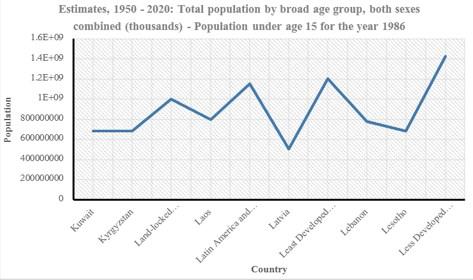 Estimates, 1950 - 2020: Total population by broad age group, both sexes
combined (thousands) - Population under age 15 for the year 1986
1.6E+09
1.4E+09
1.2E+09
1E+09
800000000
600000000
400000000
200000000
0
Population
Kuwait
Kyrgyzstan
Land-locked…
Laos
Latin America and…
Latvia
Least Developed…
Lebanon
Lesotho
Less Developed…
Country